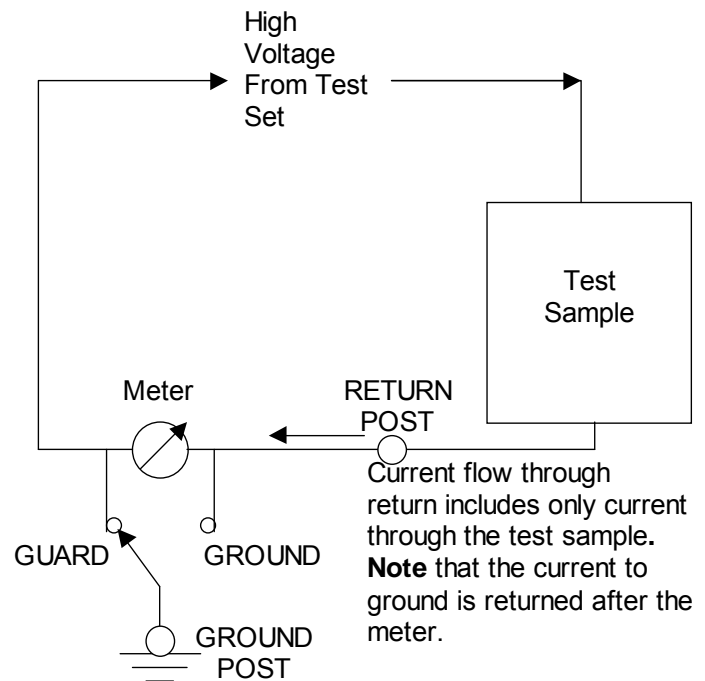 High
Voltage
From Test
Set
Test
Sample
Meter
RETURN
POST
Current flow through
return includes only current
through the test sample.
Note that the current to
ground is returned after the
meter.
GUARD
GROUND
GROUND
POST